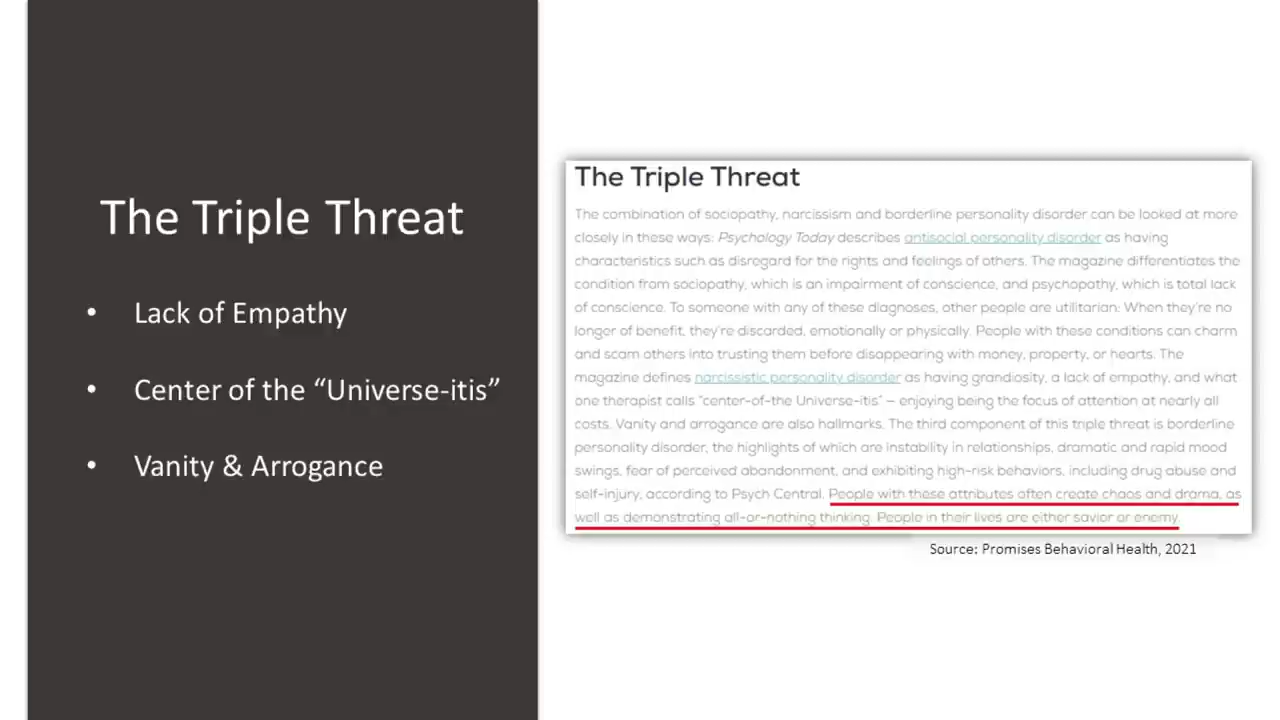 The Triple Threat
• Lack of Empathy
• Center of the “Universe-itis”
• Vanity & Arrogance
The Triple Threat
The combination of sociopathy, narcissism and borderline personality disorder can be looked at more
closely in these ways: Psychology Today describes antisocial personality disorder as having
characteristics such as disregard for the rights and feelings of others. The magazine differentiates the
condition from sociopathy, which is an impairment of conscience, and psychopathy, which is total lack
of conscience. To someone with any of these diagnoses, other people are utilitarian: When they’re no
longer of benefit, they’re discarded, emotionally or physically. People with these conditions can charm
and scam others into trusting them before disappearing with money, property, or hearts. The
magazine defines narcissistic personality disorder as having grandiosity, a lack of empathy, and what
one therapist calls “center-of-the Universe-itis” — enjoying being the focus of attention at nearly all
costs. Vanity and arrogance are also hallmarks. The third component of this triple threat is borderline
personality disorder, the highlights of which are instability in relationships, dramatic and rapid mood
swings, fear of perceived abandonment, and exhibiting high-risk behaviors, including drug abuse and
self-injury, according to Psych Central. People with these attributes often create chaos and drama, as
well as demonstrating all-or-nothing thinking. People in their lives are either savior or enemy.
Source: Promises Behavioral Health, 2021